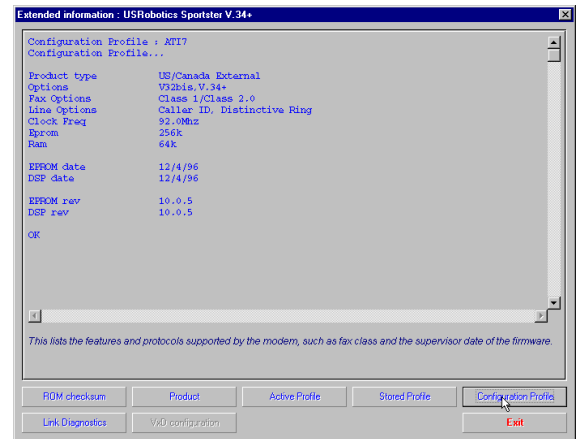 Extended information : USRobotics Sportster V.34+
Configuration Profile : ATI7
Configuration Profile...
Product type US/Canada External
Options V32bis,V.34+
Fax Options Class 1/Class 2.0
Line Options Caller ID, Distinctive Ring
Clock Freq 92.0Mhz
Eprom 256k
Ram 64k
EPROM date 12/4/96
DSP date 12/4/96
EPROM rev 10.0.5
DSP rev 10.0.5
OK
This lists the features and protocols supported by the modem, such as fax class and the supervisor date of the firmware.
ROM checksum Product Active Profile Stored Profile Configuration Profile
Link Diagnostics VxD configuration Exit